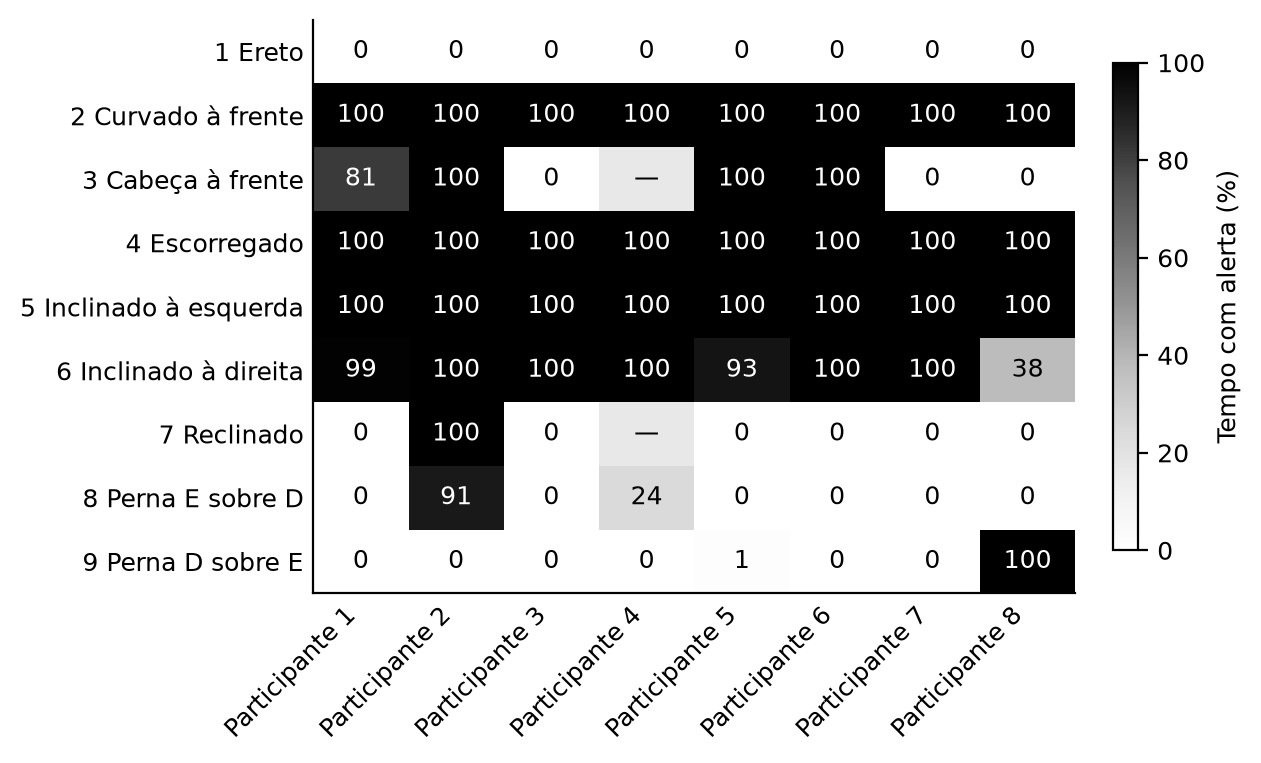 1 Ereto 0 0 0 0 0 0 0 0
2 Curvado à frente 100 100 100 100 100 100 100 100
3 Cabeça à frente 81 100 0 — 100 100 0 0
4 Escorregado 100 100 100 100 100 100 100 100
5 Inclinado à esquerda 100 100 100 100 100 100 100 100
6 Inclinado à direita 99 100 100 100 93 100 100 38
7 Reclinado 0 100 0 — 0 0 0 0
8 Perna E sobre D 0 91 0 24 0 0 0 0
9 Perna D sobre E 0 0 0 0 1 0 0 100
Participante 1
Participante 2
Participante 3
Participante 4
Participante 5
Participante 6
Participante 7
Participante 8
100
80
60
40
20
0
Tempo com alerta (%)